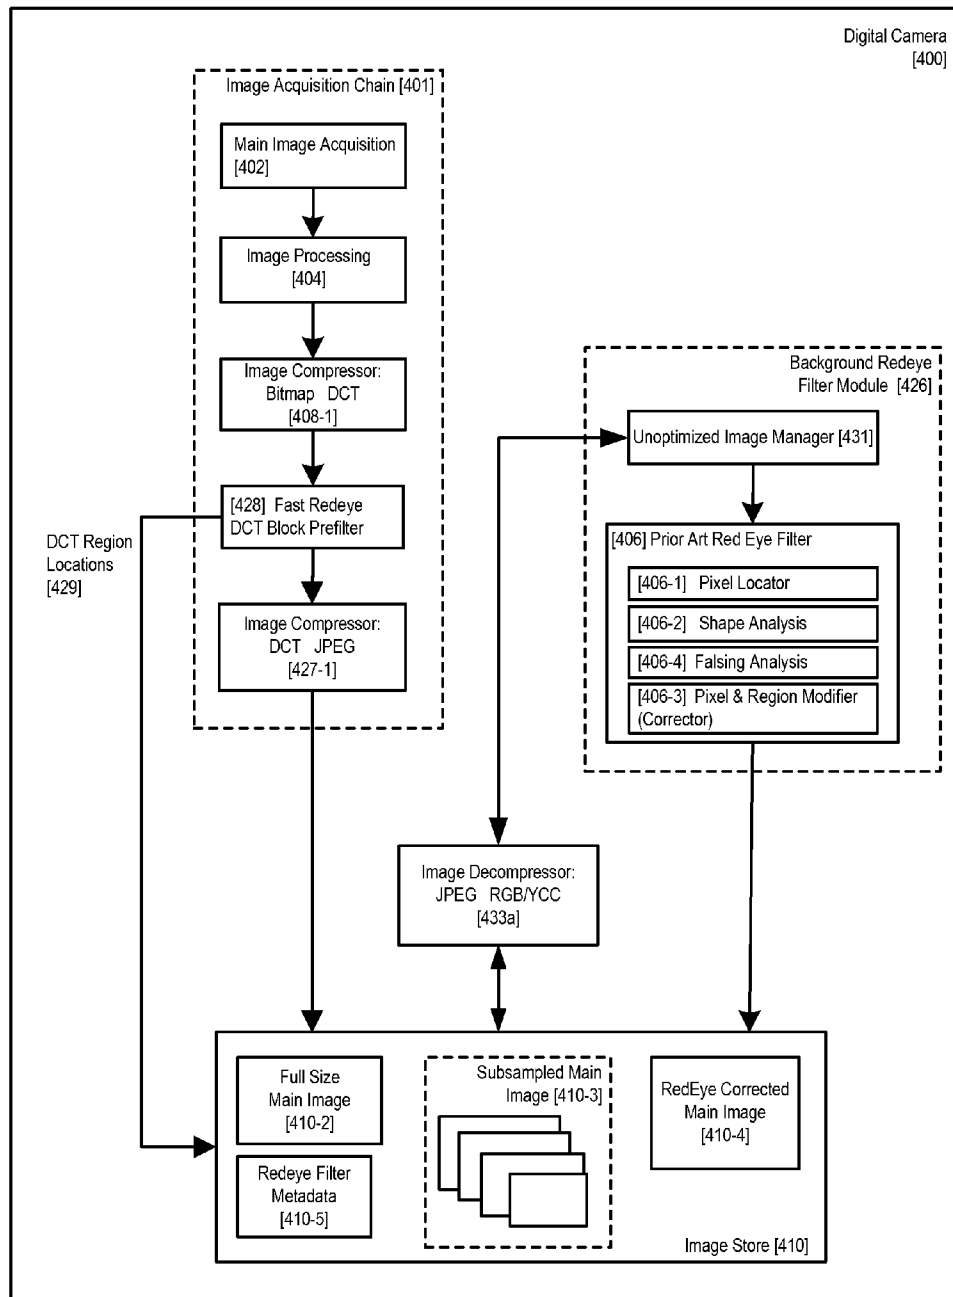 Digital Camera
[400]
Image Acquisition Chain [401]
Main Image Acquisition
[402]
Image Processing
[404]
Image Compressor:
Bitmap DCT
[408-1]
[428] Fast Redeye
DCT Block Prefilter
DCT Region
Locations
[429]
Image Compressor:
DCT JPEG
[427-1]
Background Redeye
Filter Module [426]
Unoptimized Image Manager [431]
[406] Prior Art Red Eye Filter
[406-1] Pixel Locator
[406-2] Shape Analysis
[406-4] Falsing Analysis
[406-3] Pixel & Region Modifier
(Corrector)
Image Decompressor:
JPEG RGB/YCC
[433a]
Full Size
Main Image
[410-2]
Redeye Filter
Metadata
[410-5]
Subsampled Main
Image [410-3]
RedEye Corrected
Main Image
[410-4]
Image Store [410]